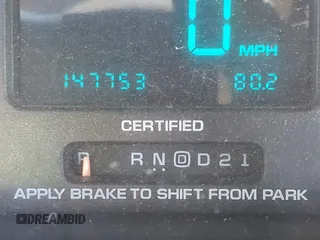 0 MPH
147753 80.2
CERTIFIED
P R N D D 2 1
APPLY BRAKE TO SHIFT FROM PARK
DREAMBID